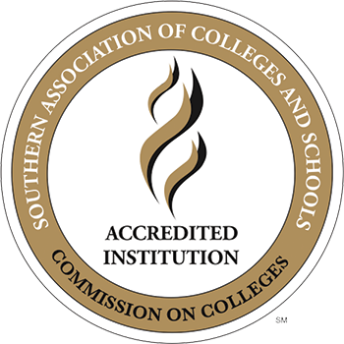 SOUTHERN ASSOCIATION OF COLLEGES AND SCHOOLS
ACCREDITED
INSTITUTION
COMMISSION ON COLLEGES
SM